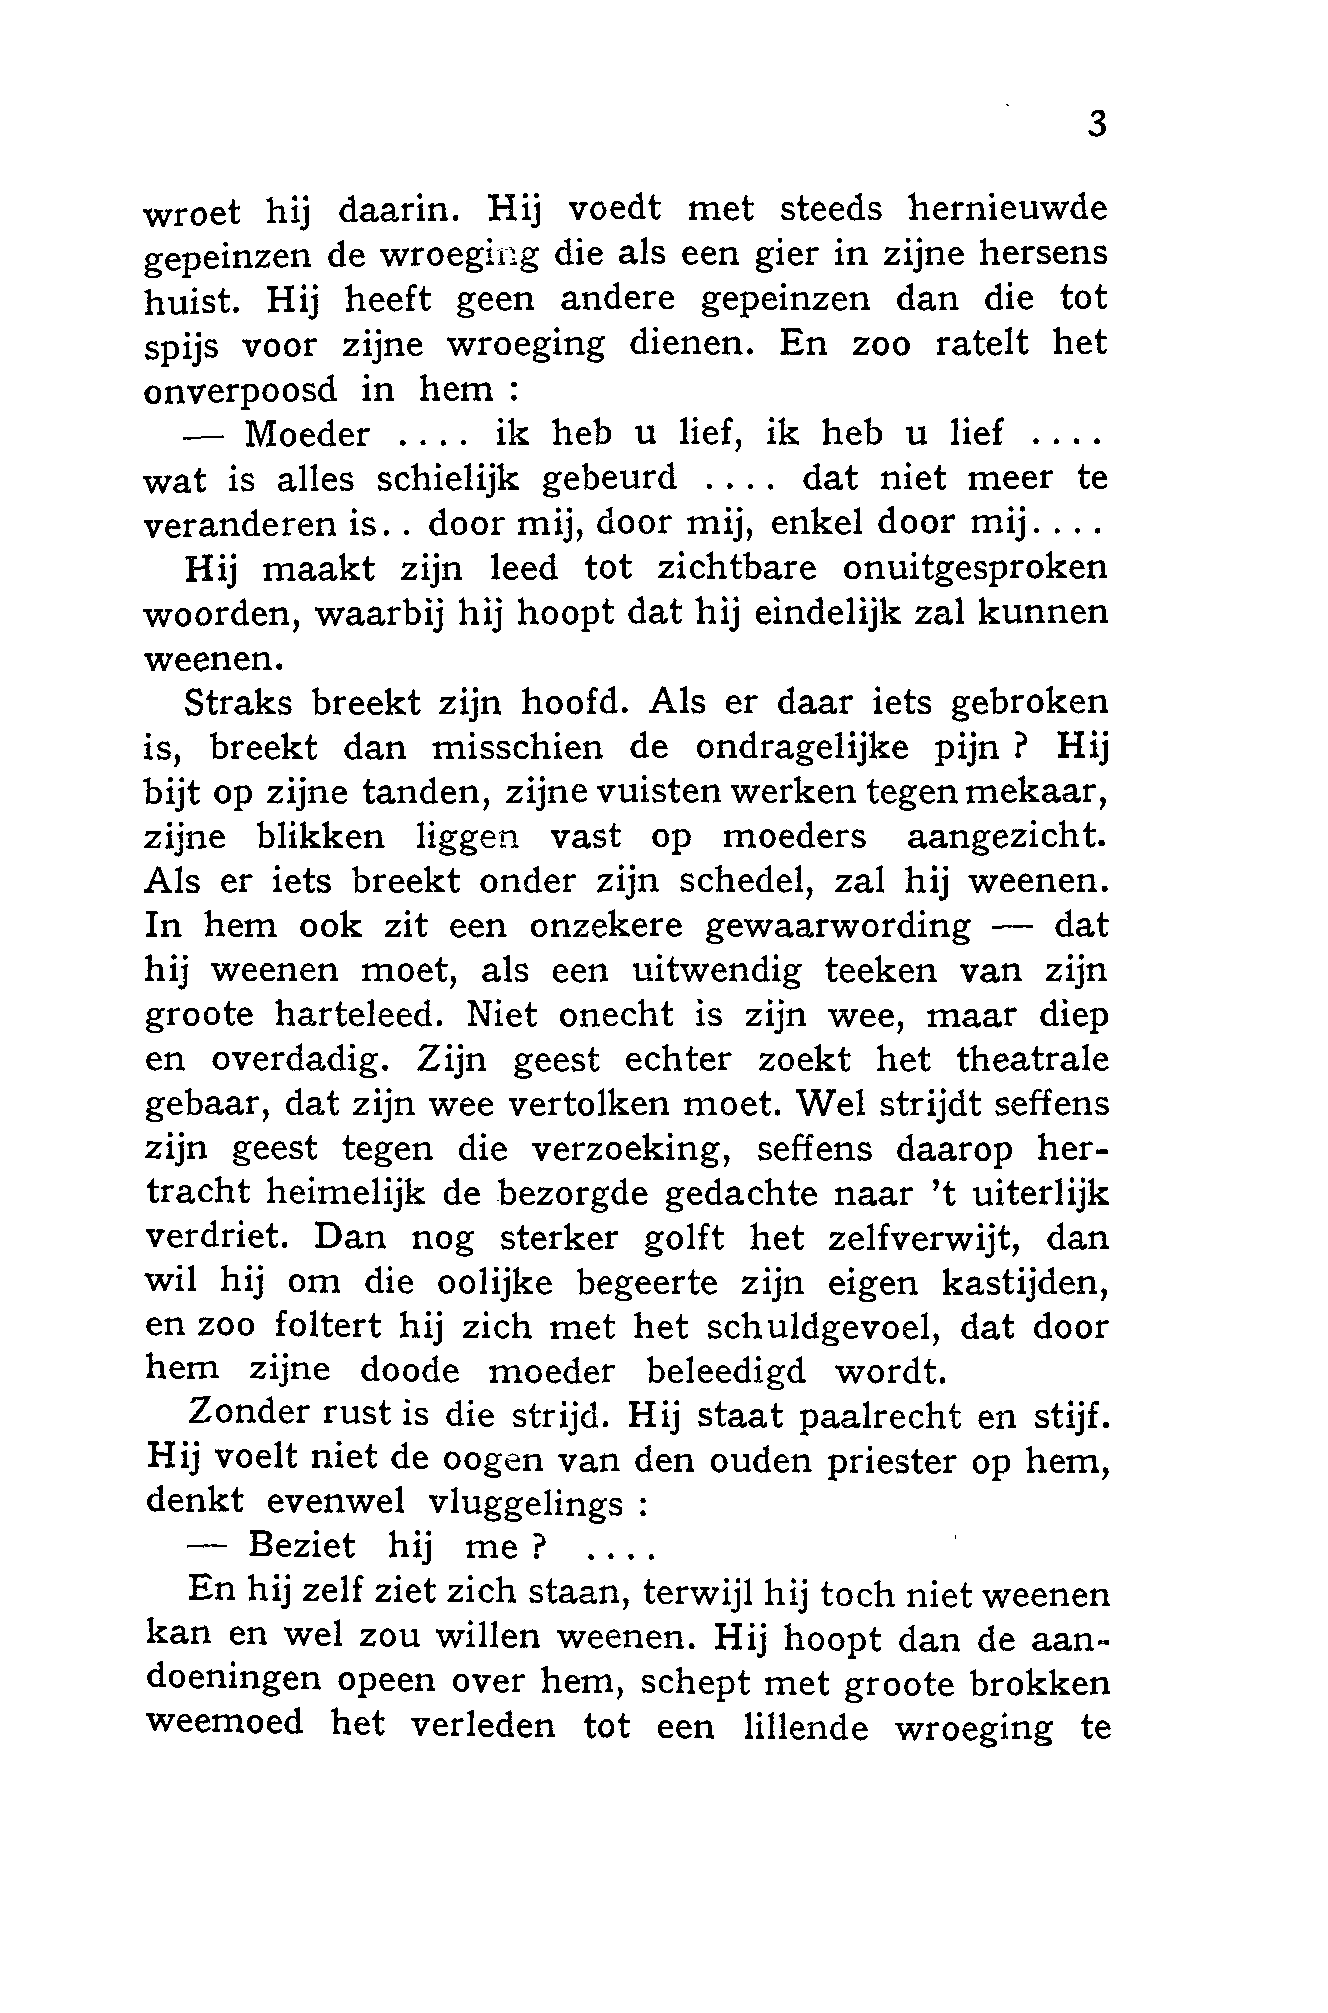 3
wroet hij daarin. Hij voedt met steeds hernieuwde
gepeinzen de wroeging die als een gier in zijne hersens
huist. Hij heeft geen andere gepeinzen dan die tot
spijs voor zijne wroeging dienen. En zoo ratelt het
onverpoosd in hem :
— Moeder .... ik heb u lief, ik heb u lief ....
wat is alles schielijk gebeurd .... dat niet meer te
veranderen is.. door mij, door mij, enkel door mij....
Hij maakt zijn leed tot zichtbare onuitgesproken
woorden, waarbij hij hoopt dat hij eindelijk zal kunnen
weenen.
Straks breekt zijn hoofd. Als er daar iets gebroken
is, breekt dan misschien de ondragelijke pijn ? Hij
bijt op zijne tanden, zijne vuisten werken tegen mekaar,
zijne blikken liggen vast op moeders aangezicht.
Als er iets breekt onder zijn schedel, zal hij weenen.
In hem ook zit een onzekere gewaarwording — dat
hij weenen moet, als een uitwendig teeken van zijn
groote harteleed. Niet onecht is zijn wee, maar diep
en overdadig. Zijn geest echter zoekt het theatrale
gebaar, dat zijn wee vertolken moet. Wel strijdt seffens
zijn geest tegen die verzoeking, seffens daarop her-
tracht heimelijk de bezorgde gedachte naar 't uiterlijk
verdriet. Dan nog sterker golft het zelfverwijt, dan
wil hij om die oolijke begeerte zijn eigen kastijden,
en zoo foltert hij zich met het schuldgevoel, dat door
hem zijne doode moeder beleedigd wordt.
Zonder rust is die strijd. Hij staat paalrecht en stijf.
Hij voelt niet de oogen van den ouden priester op hem,
denkt evenwel vluggelings :
— Beziet hij me ? ....
En hij zelf ziet zich staan, terwijl hij toch niet weenen
kan en wel zou willen weenen. Hij hoopt dan de aan-
doeningen opeen over hem, schept met groote brokken
weemoed het verleden tot een lillende wroeging te